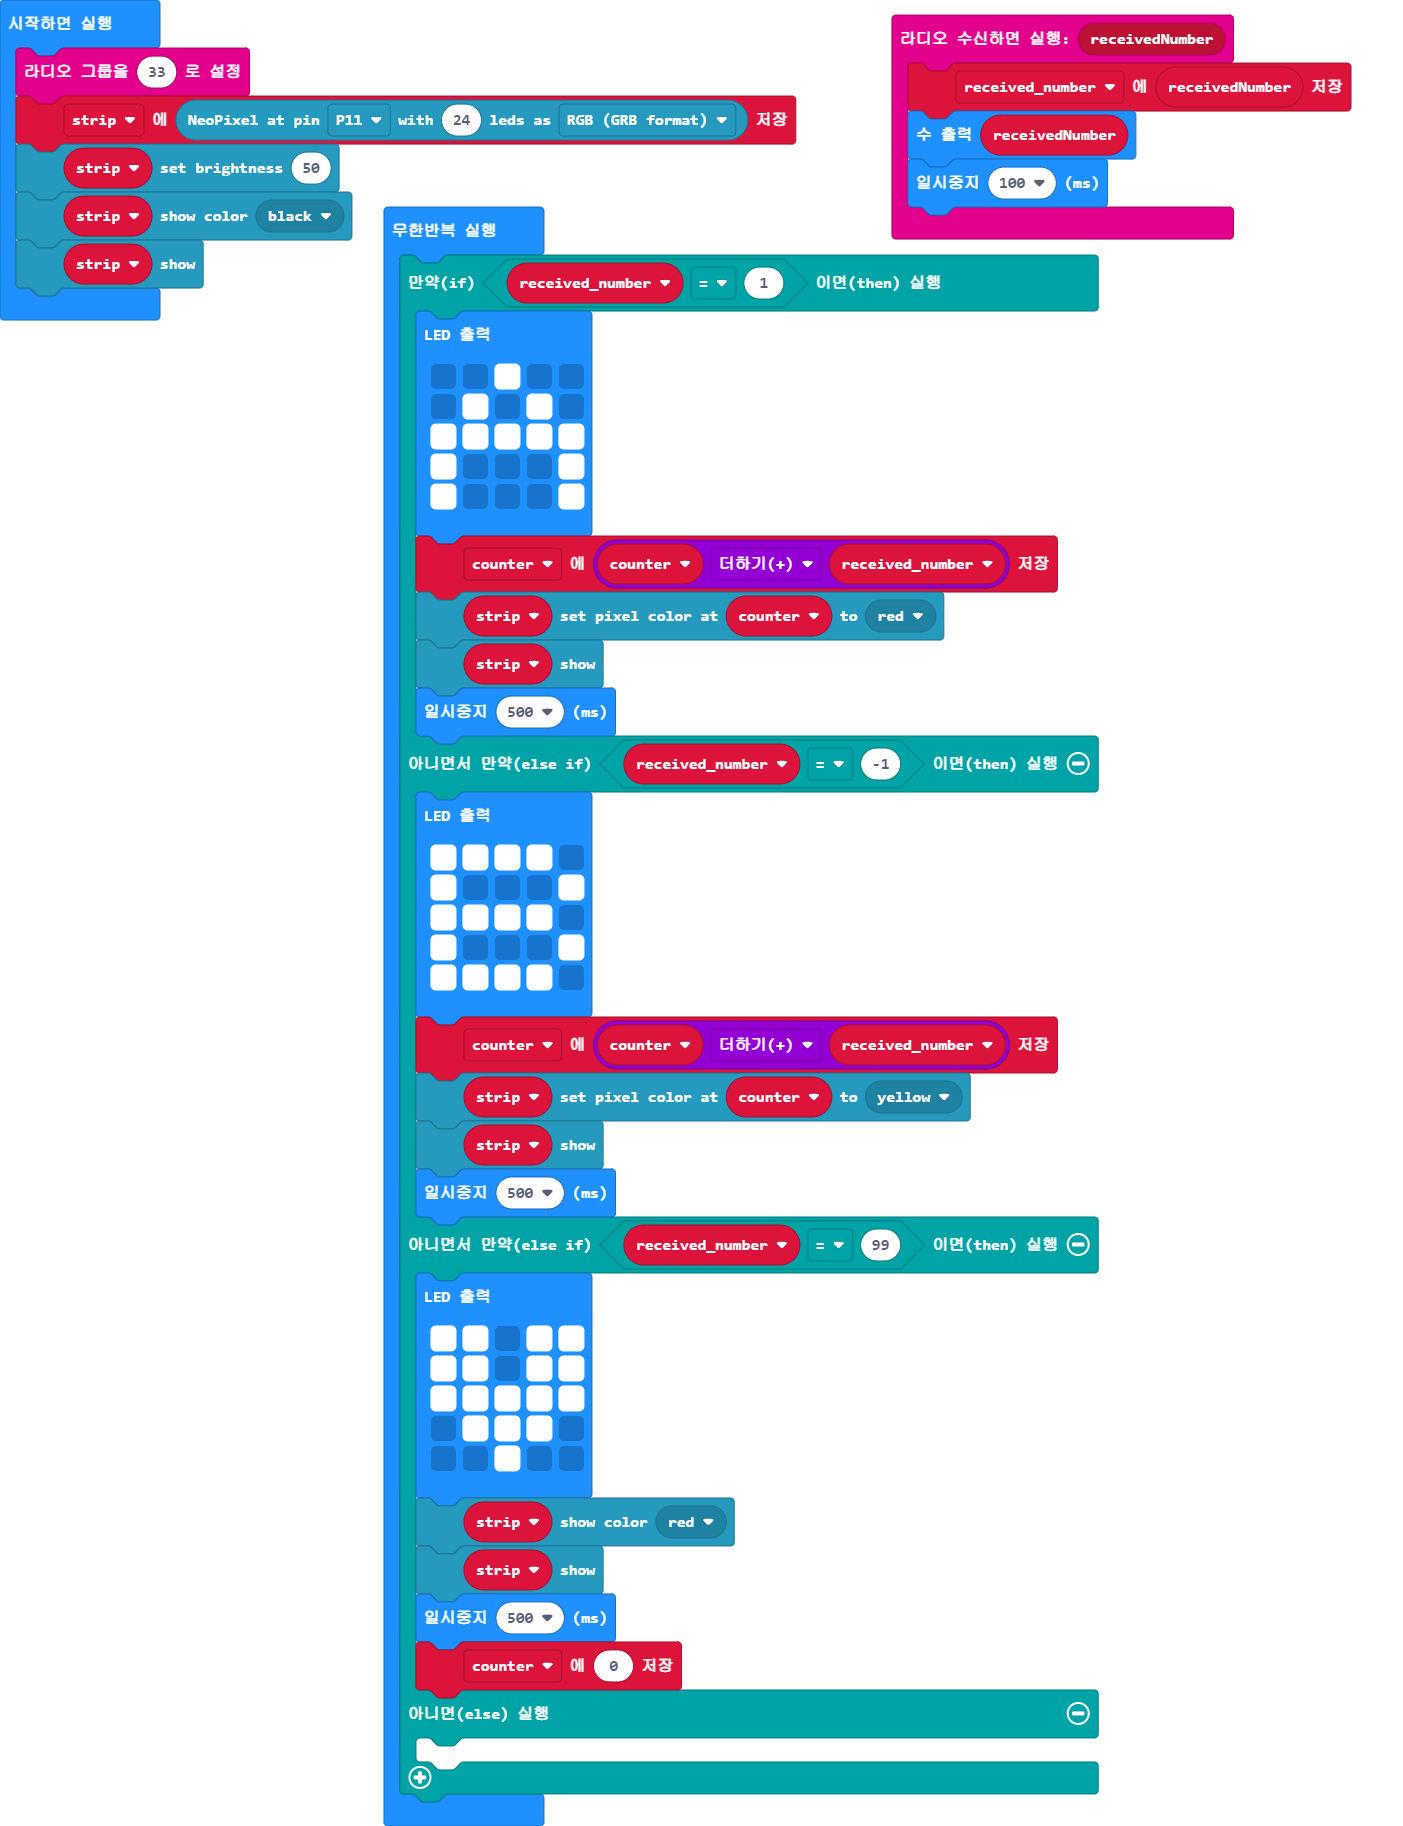 시작하면 실행
라디오 그룹을 33 로 설정
strip 에 NeoPixel at pin P11 with 24 leds as RGB (GRB format) 저장
strip set brightness 50
strip show color black
strip show
라디오 수신하면 실행: receivedNumber
received_number 에 receivedNumber 저장
수 출력 receivedNumber
일시중지 100 (ms)
무한반복 실행
만약(if) received_number = 1 이면(then) 실행
LED 출력
counter 에 counter 더하기(+) received_number 저장
strip set pixel color at counter to red
strip show
일시중지 500 (ms)
아니면서 만약(else if) received_number = -1 이면(then) 실행
LED 출력
counter 에 counter 더하기(+) received_number 저장
strip set pixel color at counter to yellow
strip show
일시중지 500 (ms)
아니면서 만약(else if) received_number = 99 이면(then) 실행
LED 출력
strip show color red
strip show
일시중지 500 (ms)
counter 에 0 저장
아니면(else) 실행